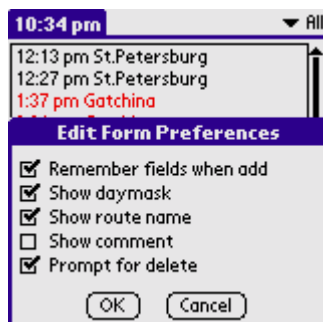 10:34 pm All
12:13 pm St.Petersburg
12:27 pm St.Petersburg
1:37 pm Gatchina
Edit Form Preferences
Remember fields when add
Show daymask
Show route name
Show comment
Prompt for delete
OK Cancel